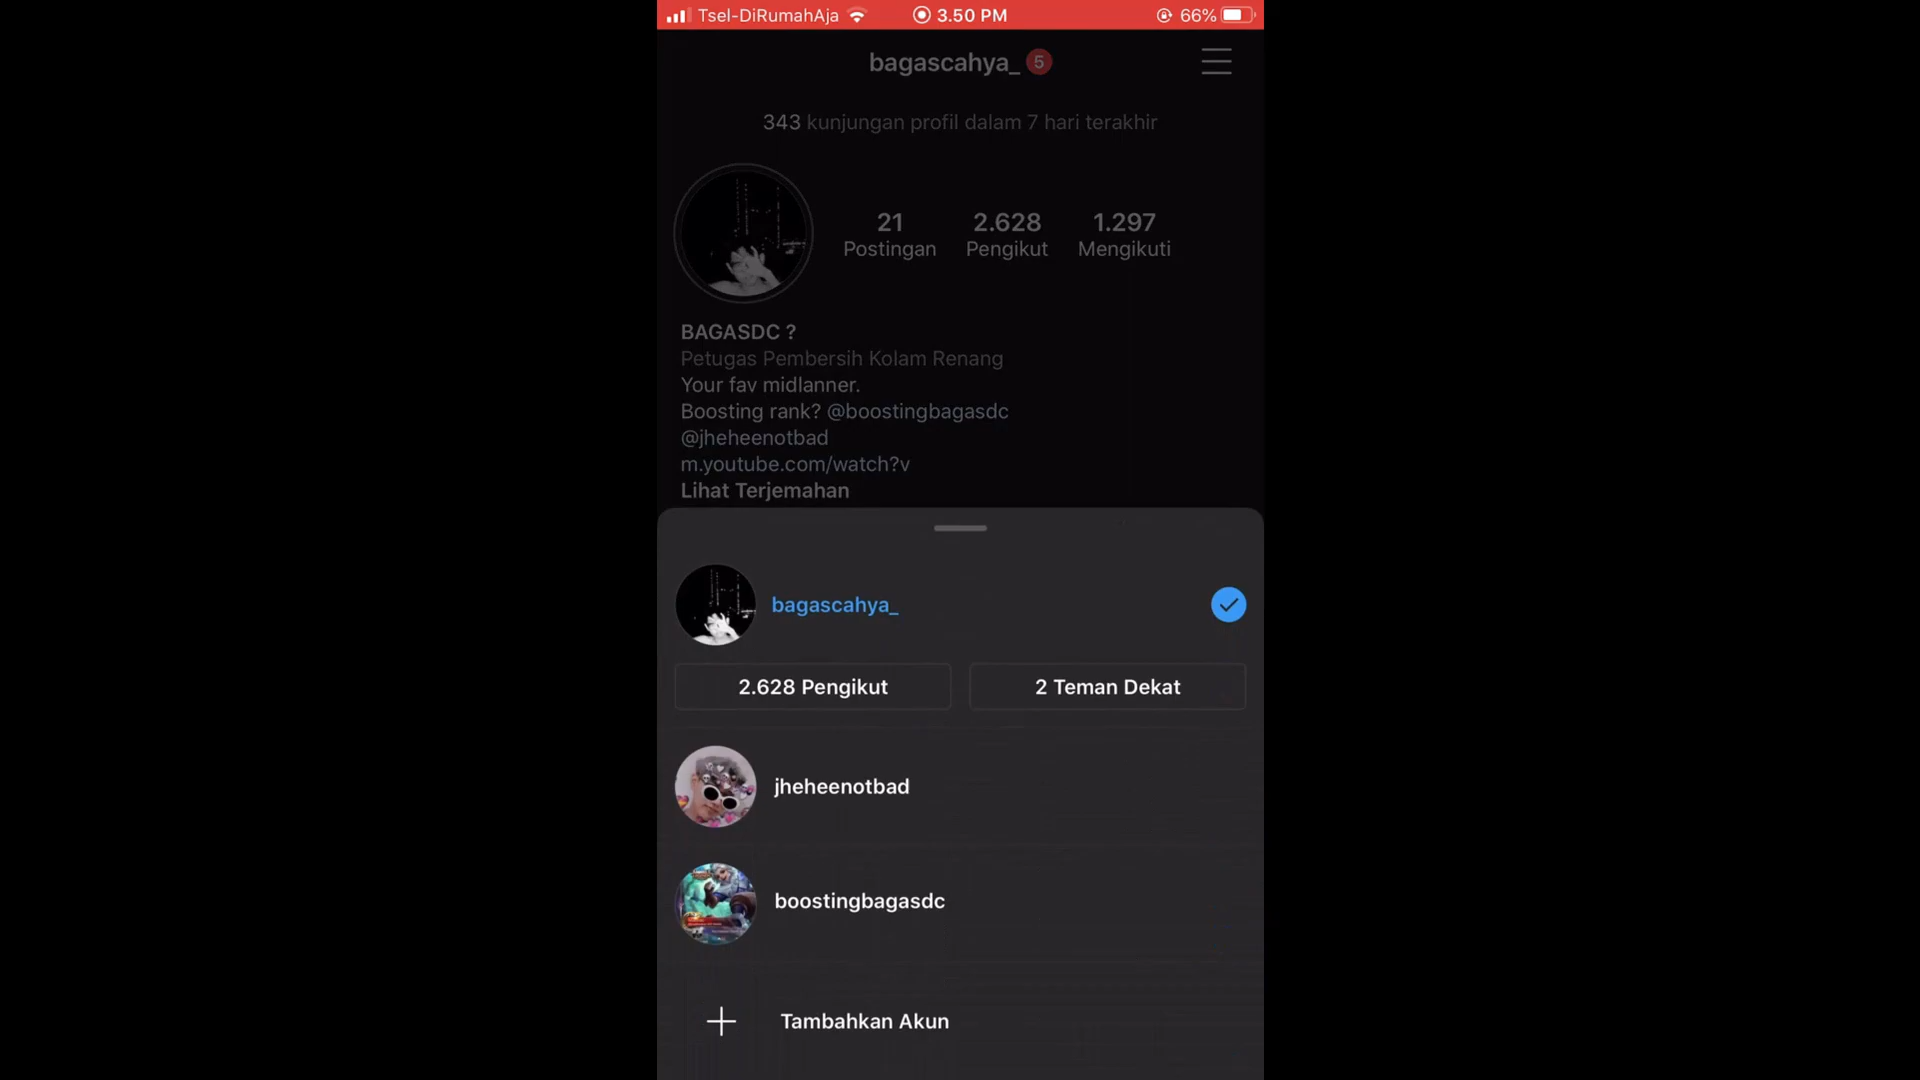 Tsel-DiRumahAja 3.50 PM 66%
bagascahya_ 5
343 kunjungan profil dalam 7 hari terakhir
21 2.628 1.297
Postingan Pengikut Mengikuti
BAGASDC ?
Petugas Pembersih Kolam Renang
Your fav midlanner.
Boosting rank? @boostingbagasdc
@jheheenotbad
m.youtube.com/watch?v
Lihat Terjemahan
bagascahya_
2.628 Pengikut 2 Teman Dekat
jheheenotbad
boostingbagasdc
Tambahkan Akun